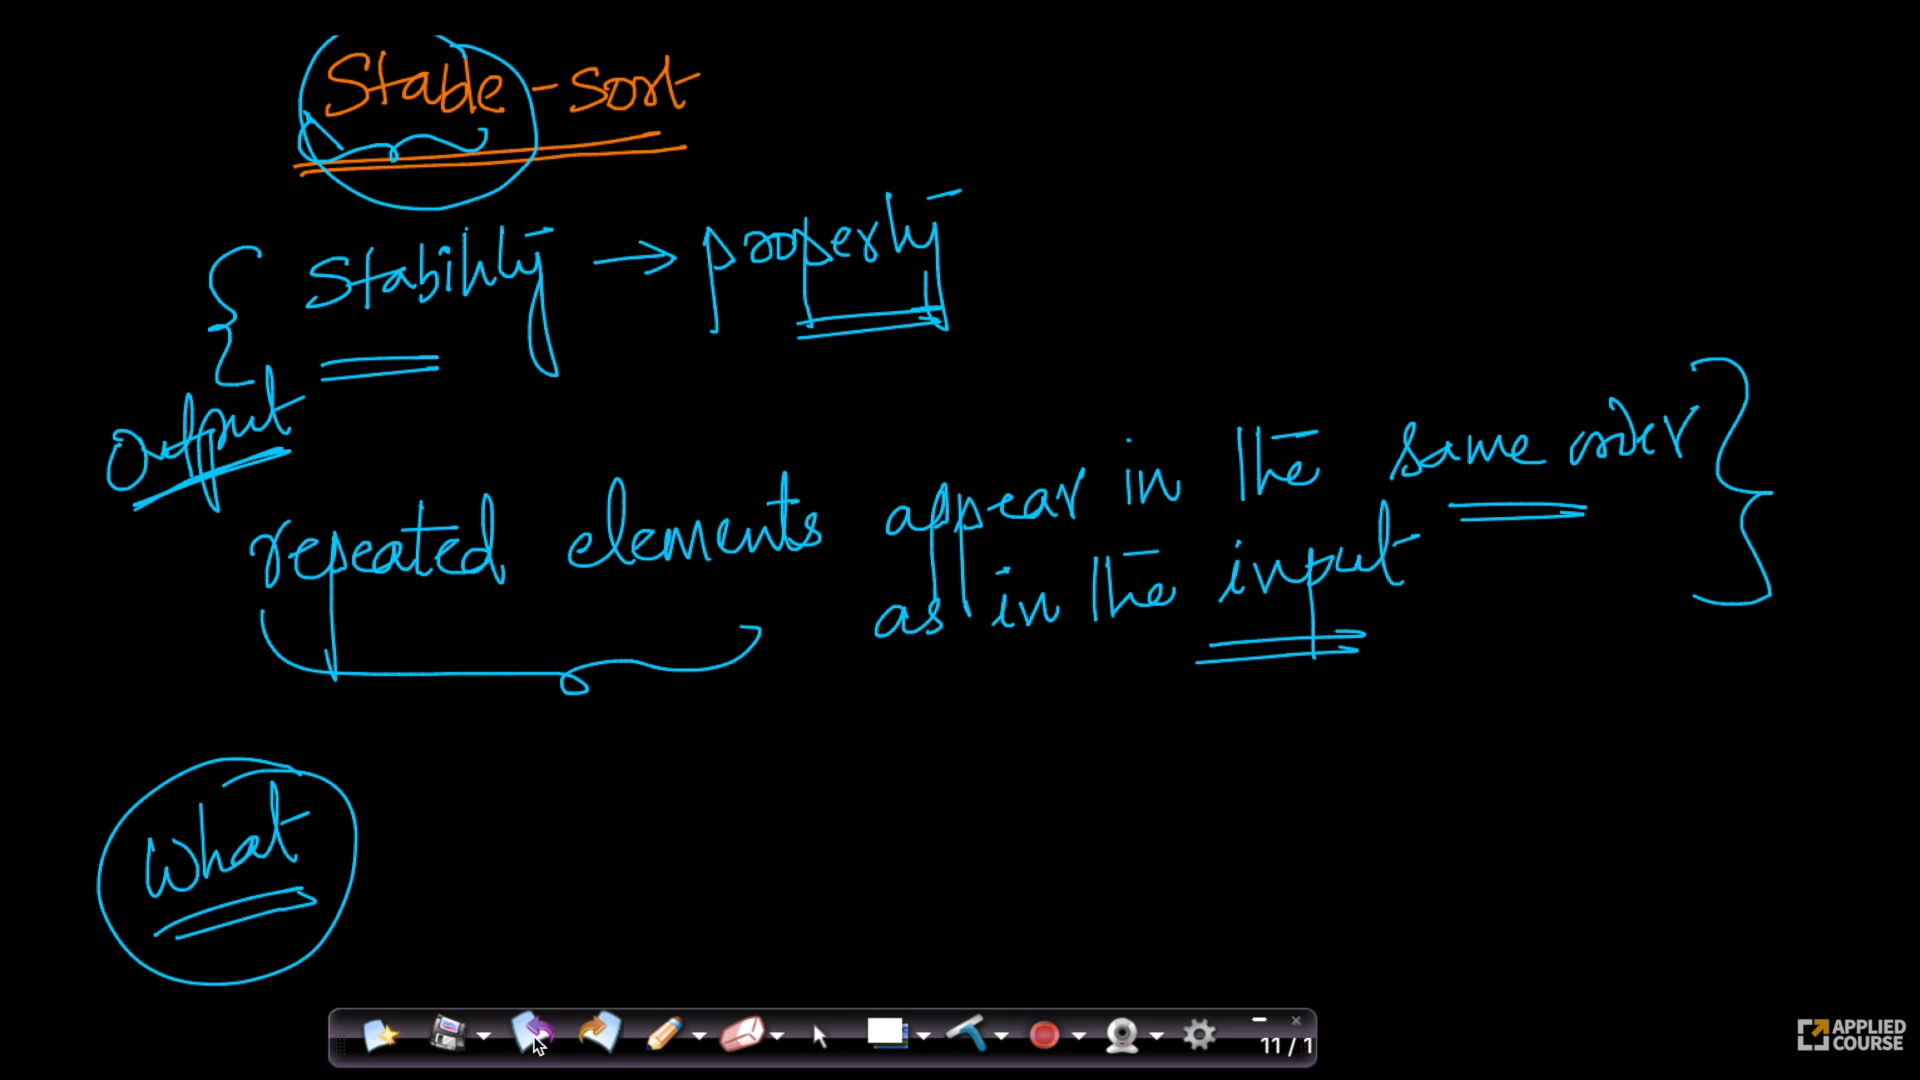 Stable-sort
Stability → property
output
repeated elements appear in the same order
as in the input
What
11 / 1
APPLIED
COURSE